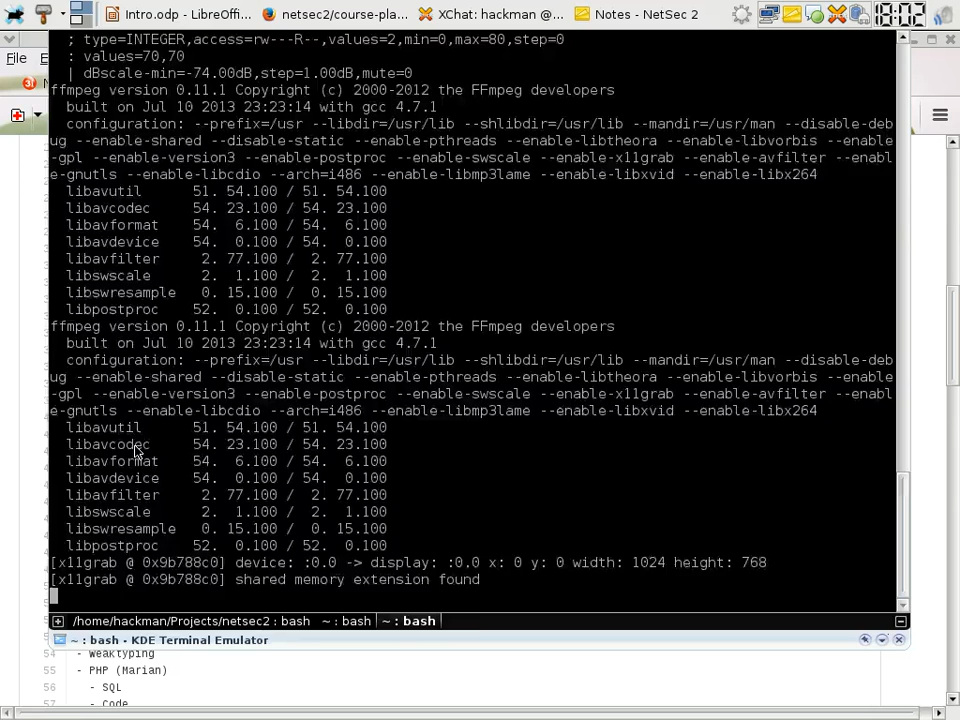 Intro.odp - LibreOffi...
netsec2/course-pla...
XChat: hackman @...
Notes - NetSec 2
18:02
File
; type=INTEGER,access=rw---R--,values=2,min=0,max=80,step=0
: values=70,70
| dBscale-min=-74.00dB,step=1.00dB,mute=0
ffmpeg version 0.11.1 Copyright (c) 2000-2012 the FFmpeg developers
built on Jul 10 2013 23:23:14 with gcc 4.7.1
configuration: --prefix=/usr --libdir=/usr/lib --shlibdir=/usr/lib --mandir=/usr/man --disable-deb
ug --enable-shared --disable-static --enable-pthreads --enable-libtheora --enable-libvorbis --enable
-gpl --enable-version3 --enable-postproc --enable-swscale --enable-x11grab --enable-avfilter --enabl
e-gnutls --enable-libcdio --arch=i486 --enable-libmp3lame --enable-libxvid --enable-libx264
libavutil 51. 54.100 / 51. 54.100
libavcodec 54. 23.100 / 54. 23.100
libavformat 54. 6.100 / 54. 6.100
libavdevice 54. 0.100 / 54. 0.100
libavfilter 2. 77.100 / 2. 77.100
libswscale 2. 1.100 / 2. 1.100
libswresample 0. 15.100 / 0. 15.100
libpostproc 52. 0.100 / 52. 0.100
ffmpeg version 0.11.1 Copyright (c) 2000-2012 the FFmpeg developers
built on Jul 10 2013 23:23:14 with gcc 4.7.1
configuration: --prefix=/usr --libdir=/usr/lib --shlibdir=/usr/lib --mandir=/usr/man --disable-deb
ug --enable-shared --disable-static --enable-pthreads --enable-libtheora --enable-libvorbis --enable
-gpl --enable-version3 --enable-postproc --enable-swscale --enable-x11grab --enable-avfilter --enabl
e-gnutls --enable-libcdio --arch=i486 --enable-libmp3lame --enable-libxvid --enable-libx264
libavutil 51. 54.100 / 51. 54.100
libavcodec 54. 23.100 / 54. 23.100
libavformat 54. 6.100 / 54. 6.100
libavdevice 54. 0.100 / 54. 0.100
libavfilter 2. 77.100 / 2. 77.100
libswscale 2. 1.100 / 2. 1.100
libswresample 0. 15.100 / 0. 15.100
libpostproc 52. 0.100 / 52. 0.100
[x11grab @ 0x9b788c0] device: :0.0 -> display: :0.0 x: 0 y: 0 width: 1024 height: 768
[x11grab @ 0x9b788c0] shared memory extension found
/home/hackman/Projects/netsec2 : bash ~ : bash ~ : bash
~ : bash - KDE Terminal Emulator
54 - Weaktyping
55 - PHP (Marian)
56 - SQL
57 - Code